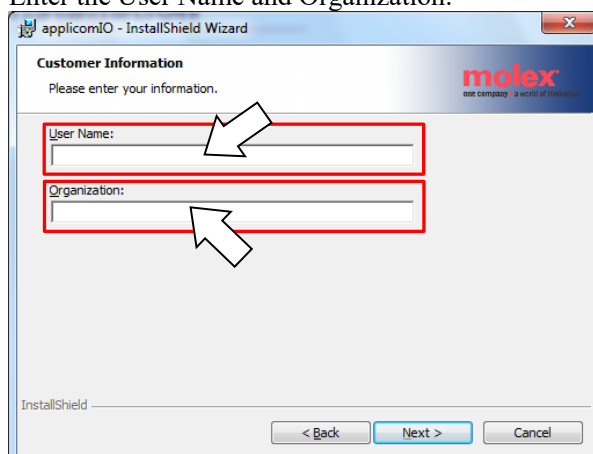 Enter the User Name and Organization.
applicomIO - InstallShield Wizard
Customer Information
Please enter your information.
molex
one company a world of innovation
User Name:
Organization:
InstallShield
< Back Next > Cancel